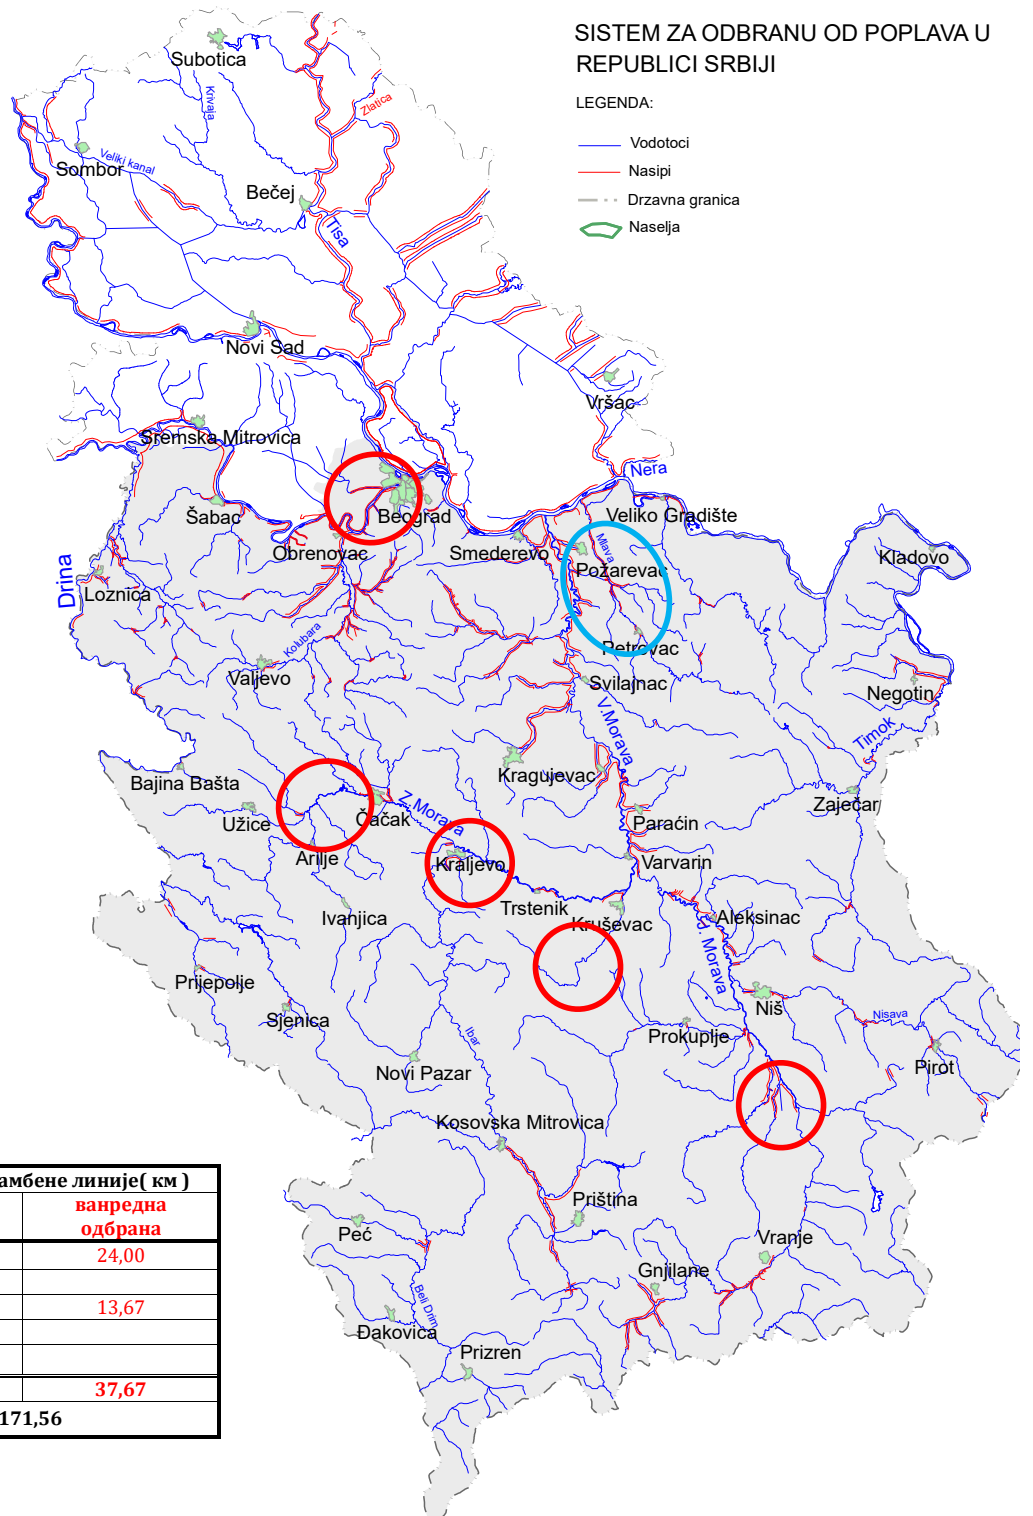 SISTEM ZA ODBRANU OD POPLAVA U
REPUBLICI SRBIJI
LEGENDA:
Vodotoci
Nasipi
Drzavna granica
Naselja
Subotica
Krivaja
Zlatica
Sombor
Veliki kanal
Bečej
Tisa
Novi Sad
Vršac
Sremska Mitrovica
Nera
Šabac
Beograd
Veliko Gradište
Obrenovac
Smederevo
Mlava
Požarevac
Kladovo
Drina
Loznica
Kolubara
Petrovac
Valjevo
Svilajnac
Negotin
V.Morava
Timok
Bajina Bašta
Kragujevac
Zaječar
Užice
Čačak
Z.Morava
Paraćin
Arilje
Kraljevo
Varvarin
Ivanjica
Trstenik
Kruševac
Aleksinac
J. Morava
Prijepolje
Sjenica
Niš
Nisava
Ibar
Prokuplje
Novi Pazar
Pirot
Kosovska Mitrovica
Priština
Peć
Vranje
Gnjilane
Beli Drim
Đakovica
Prizren
амбене линије( км )
ванредна
одбрана
24,00
13,67
37,67
171,56